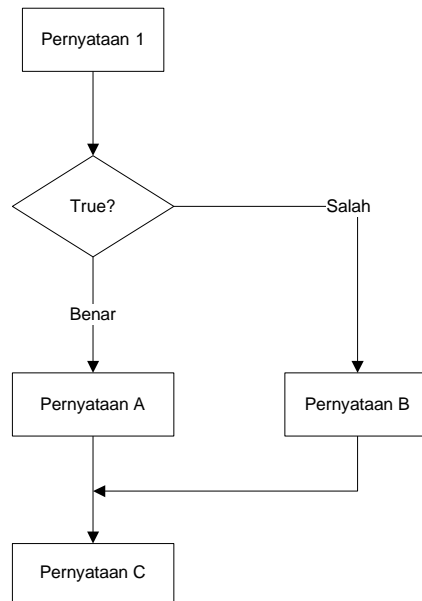 Pernyataan 1
True?
Salah
Benar
Pernyataan A
Pernyataan B
Pernyataan C